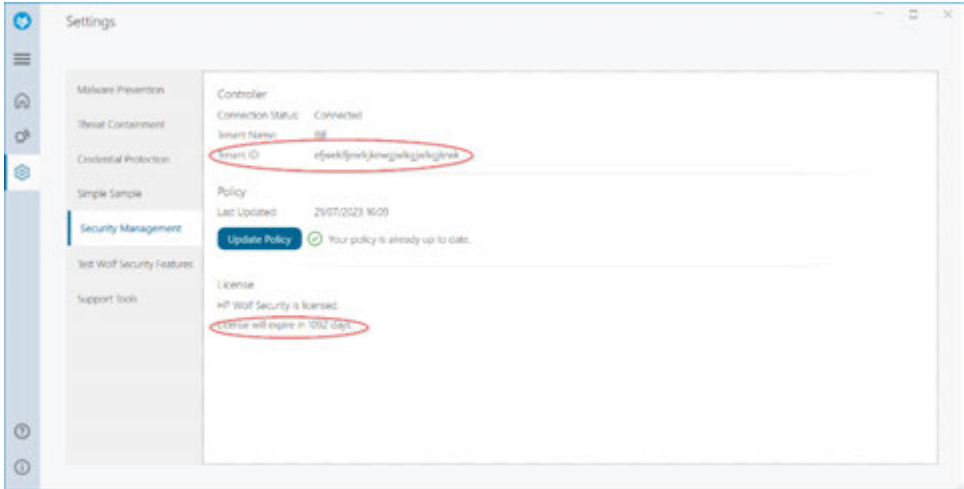 Settings
Malware Prevention
Threat Containment
Credential Protection
Simple Sample
Security Management
Test Wolf Security Features
Support Tools
Controller
Connection Status: Connected
Tenant Name:
Tenant ID:
Policy
Last Updated: 29/07/2023 16:09
Update Policy Your policy is already up to date.
License
HP Wolf Security is licensed.
License will expire in 1092 days.